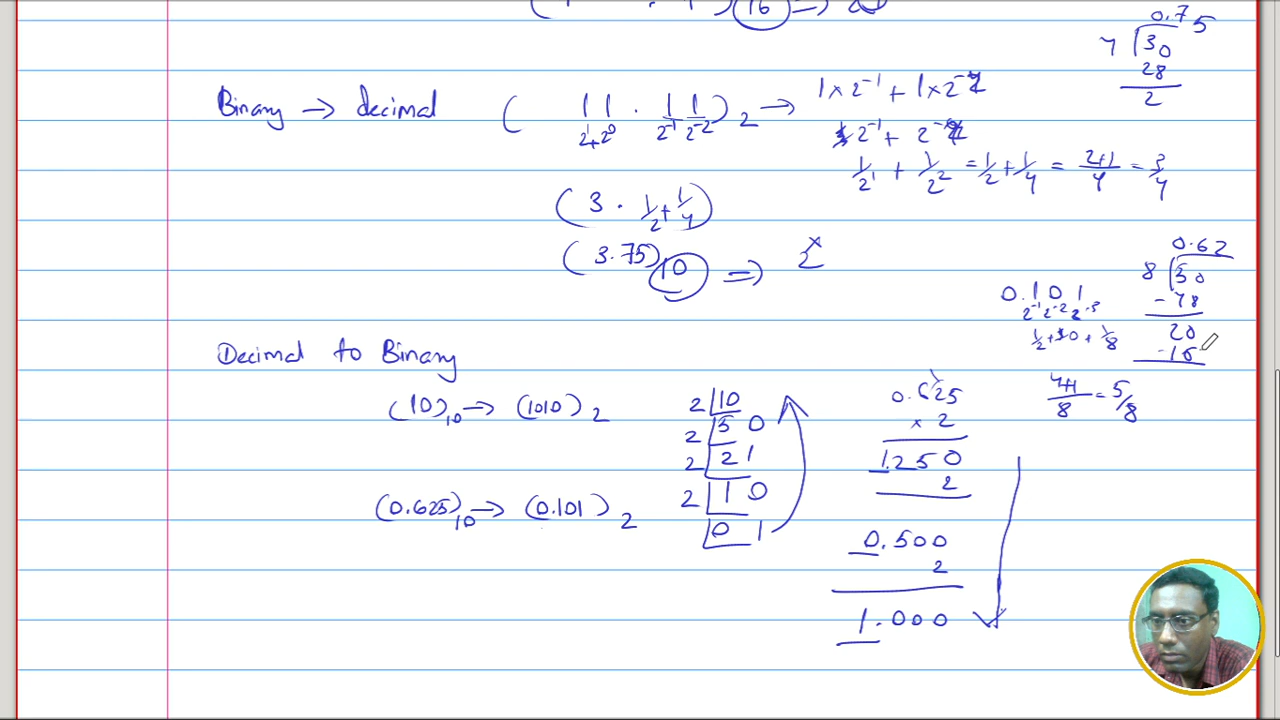 16 ⇒
0.75
4 30
28
2
Binary → decimal ( 11 . 11 )2 → 1×2^-1 + 1×2^-2
2^1+2^0 2^-1 2^-2
2^-1 + 2^-2
1/2^1 + 1/2^2 = 1/2 + 1/4 = 2+1/4 = 3/4
(3 . 1/2+1/4)
(3.75)10 ⇒ 2^x
0.62
8 50
-48
20
-16
0.101
2^-1 2^-2 2^-3
1/2+0+1/8
4+1/8 = 5/8
Decimal to Binary
(10)10 → (1010)2
2 10
2 5 0
2 2 1
2 1 0
0 1
0.625
× 2
1.250
2
0.500
2
1.000
(0.625)10 → (0.101)2